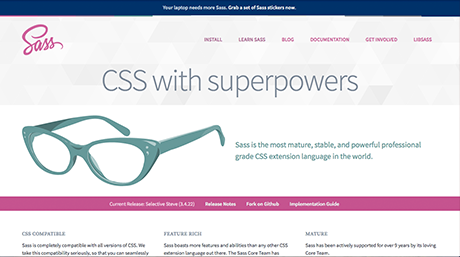 Your laptop needs more Sass. Grab a set of Sass stickers now.
Sass
INSTALL LEARN SASS BLOG DOCUMENTATION GET INVOLVED LIBSASS
CSS with superpowers
Sass is the most mature, stable, and powerful professional
grade CSS extension language in the world.
Current Release: Selective Steve (3.4.22) Release Notes Fork on Github Implementation Guide
CSS COMPATIBLE FEATURE RICH MATURE
Sass is completely compatible with all versions of CSS. We Sass boasts more features and abilities than any other CSS Sass has been actively supported for over 9 years by its loving
take this compatibility seriously, so that you can seamlessly extension language out there. The Sass Core Team has Core Team.